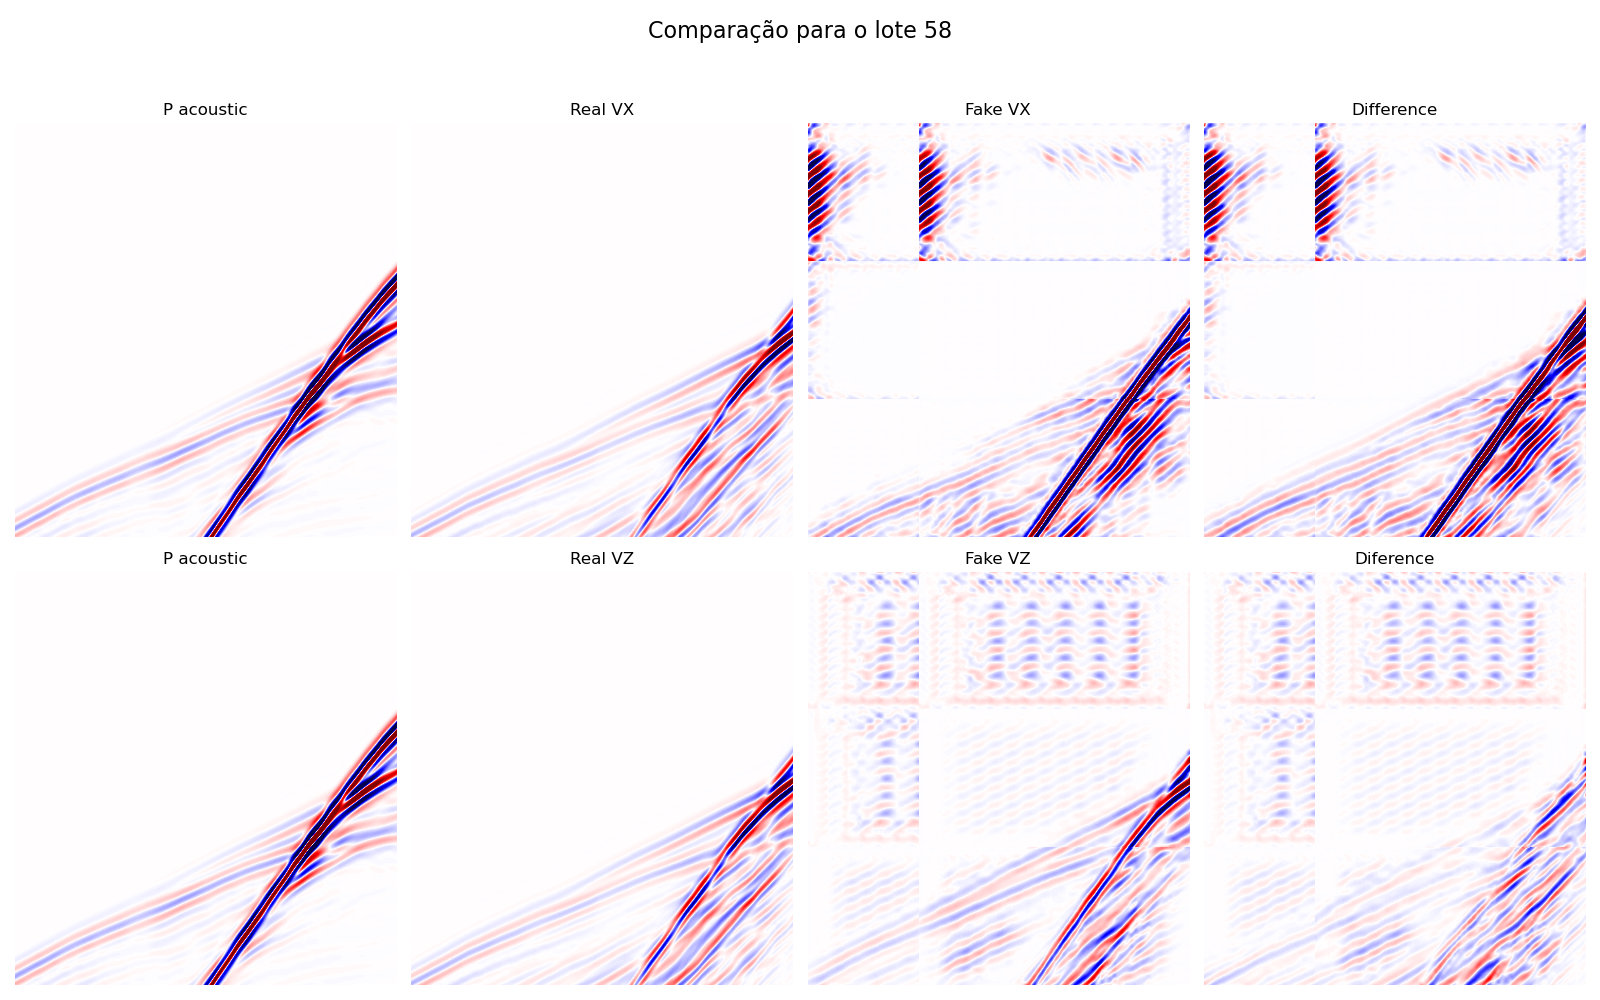 Comparação para o lote 58
P acoustic
Real VX
Fake VX
Difference
P acoustic
Real VZ
Fake VZ
Diference